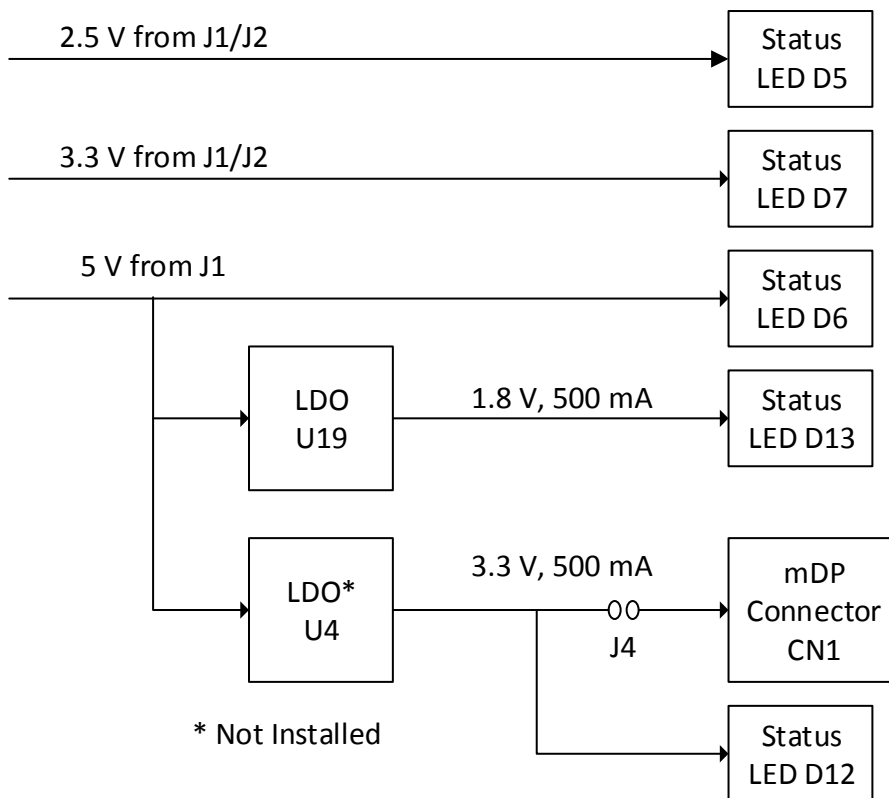 2.5 V from J1/J2
Status
LED D5
3.3 V from J1/J2
Status
LED D7
5 V from J1
Status
LED D6
LDO
U19
1.8 V, 500 mA
Status
LED D13
LDO*
U4
3.3 V, 500 mA
J4
mDP
Connector
CN1
* Not Installed
Status
LED D12